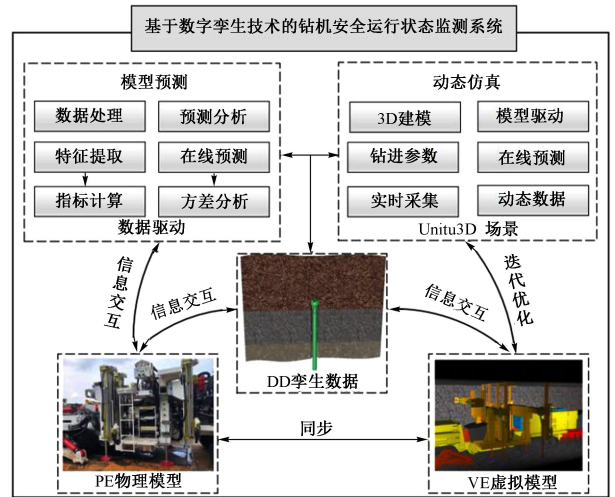 基于数字孪生技术的钻机安全运行状态监测系统
模型预测
数据处理
预测分析
特征提取
在线预测
指标计算
方差分析
数据驱动
动态仿真
3D建模
模型驱动
钻进参数
在线预测
实时采集
动态数据
Unitu3D 场景
信息交互
信息交互
信息交互
迭代优化
DD孪生数据
同步
PE物理模型
VE虚拟模型